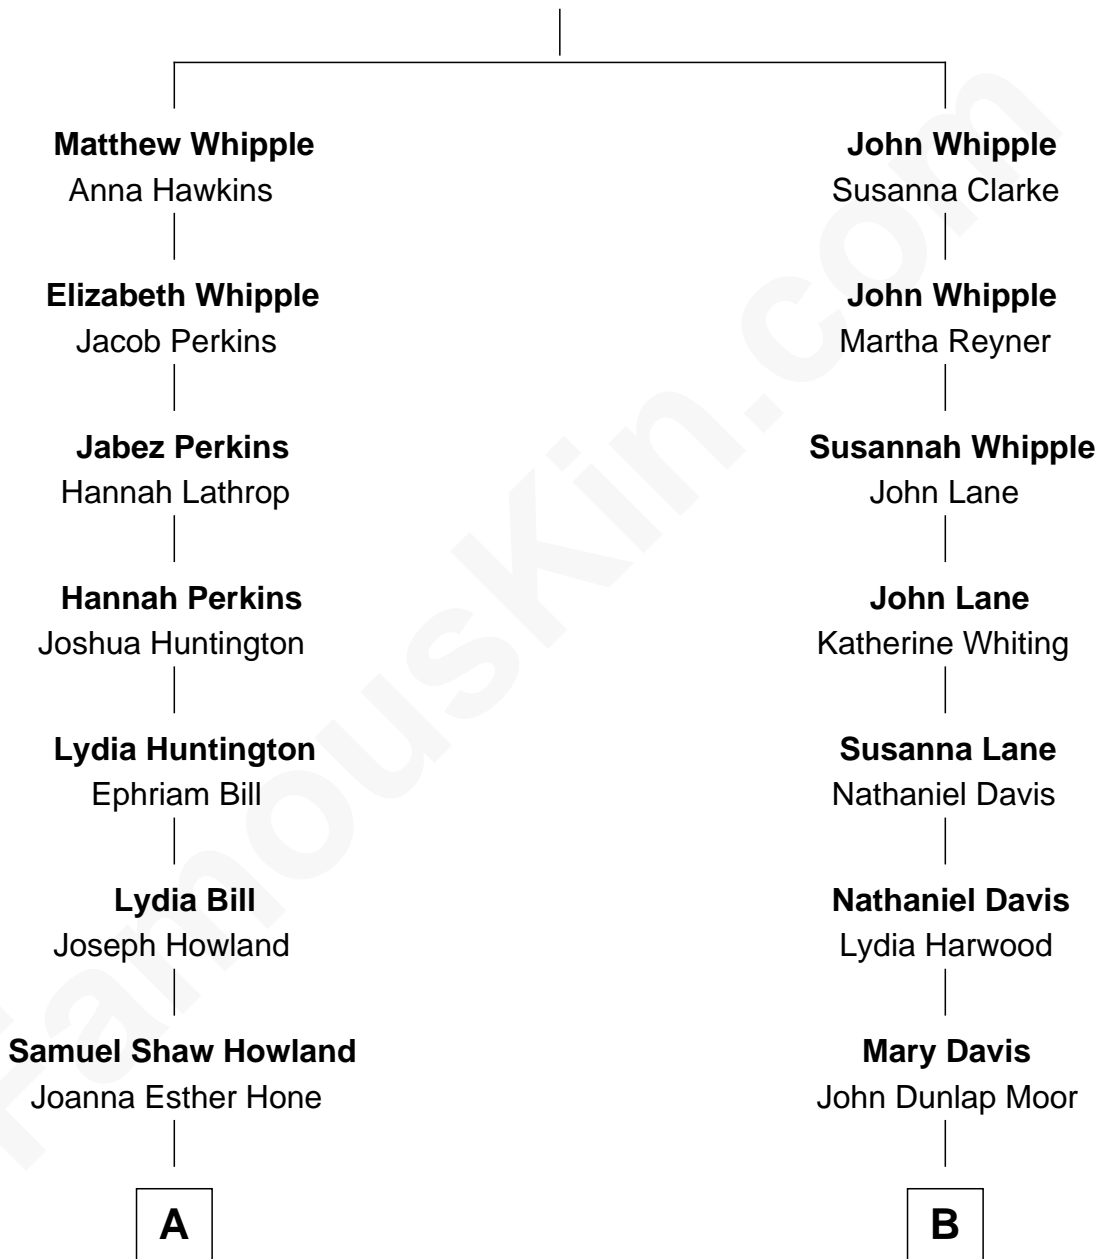 Matthew Whipple
Anna Hawkins
Elizabeth Whipple
Jacob Perkins
Jabez Perkins
Hannah Lathrop
Hannah Perkins
Joshua Huntington
Lydia Huntington
Ephriam Bill
Lydia Bill
Joseph Howland
Samuel Shaw Howland
Joanna Esther Hone
A
John Whipple
Susanna Clarke
John Whipple
Martha Reyner
Susannah Whipple
John Lane
John Lane
Katherine Whiting
Susanna Lane
Nathaniel Davis
Nathaniel Davis
Lydia Harwood
Mary Davis
John Dunlap Moor
B
FamousKin.com